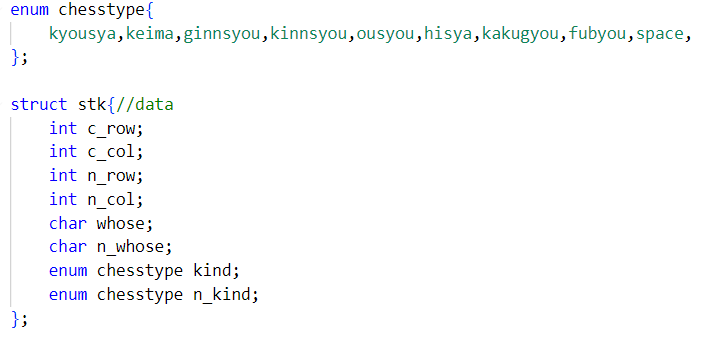 enum chesstype{
    kyousya,keima,ginnsyou,kinnsyou,ousyou,hisya,kakugyou,fubyou,space,
};
struct stk{//data
    int c_row;
    int c_col;
    int n_row;
    int n_col;
    char whose;
    char n_whose;
    enum chesstype kind;
    enum chesstype n_kind;
};